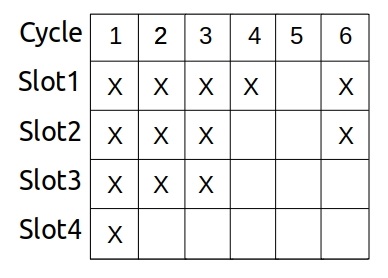 Cycle 1 2 3 4 5 6
Slot1 X X X X X
Slot2 X X X X
Slot3 X X X
Slot4 X